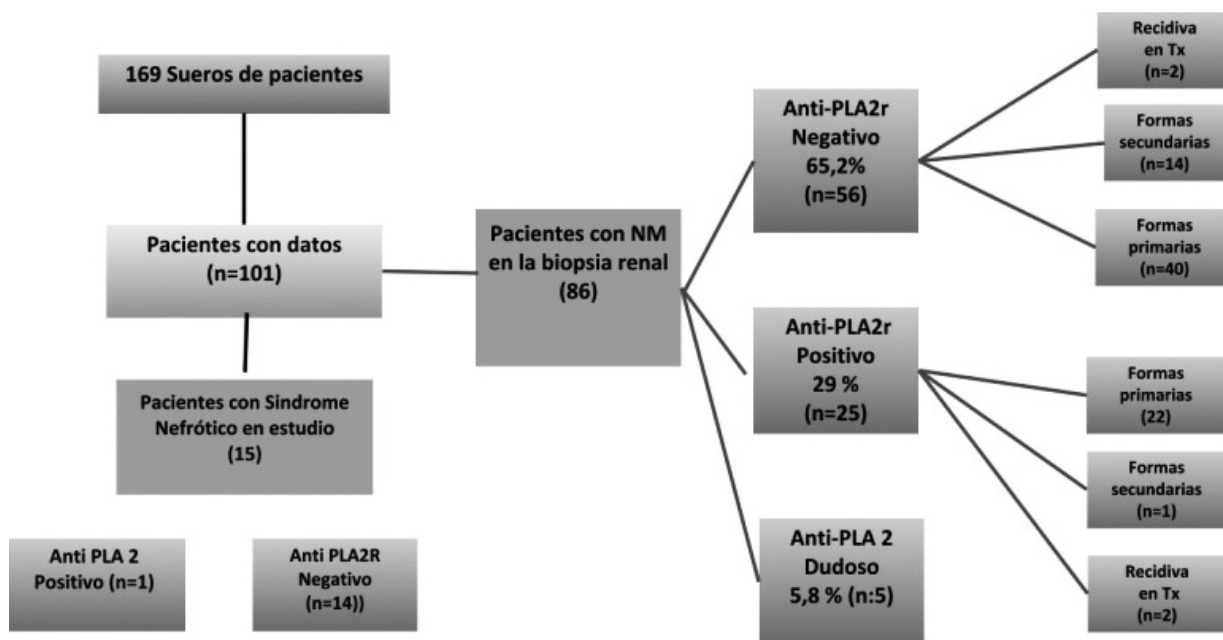 169 Sueros de pacientes
Pacientes con datos
(n=101)
Pacientes con Sindrome
Nefrótico en estudio
(15)
Anti PLA 2
Positivo (n=1)
Anti PLA2R
Negativo
(n=14))
Pacientes con NM
en la biopsia renal
(86)
Anti-PLA2r
Negativo
65,2%
(n=56)
Recidiva
en Tx
(n=2)
Formas
secundarias
(n=14)
Formas
primarias
(n=40)
Anti-PLA2r
Positivo
29 %
(n=25)
Formas
primarias
(22)
Formas
secundarias
(n=1)
Recidiva
en Tx
(n=2)
Anti-PLA 2
Dudoso
5,8 % (n:5)